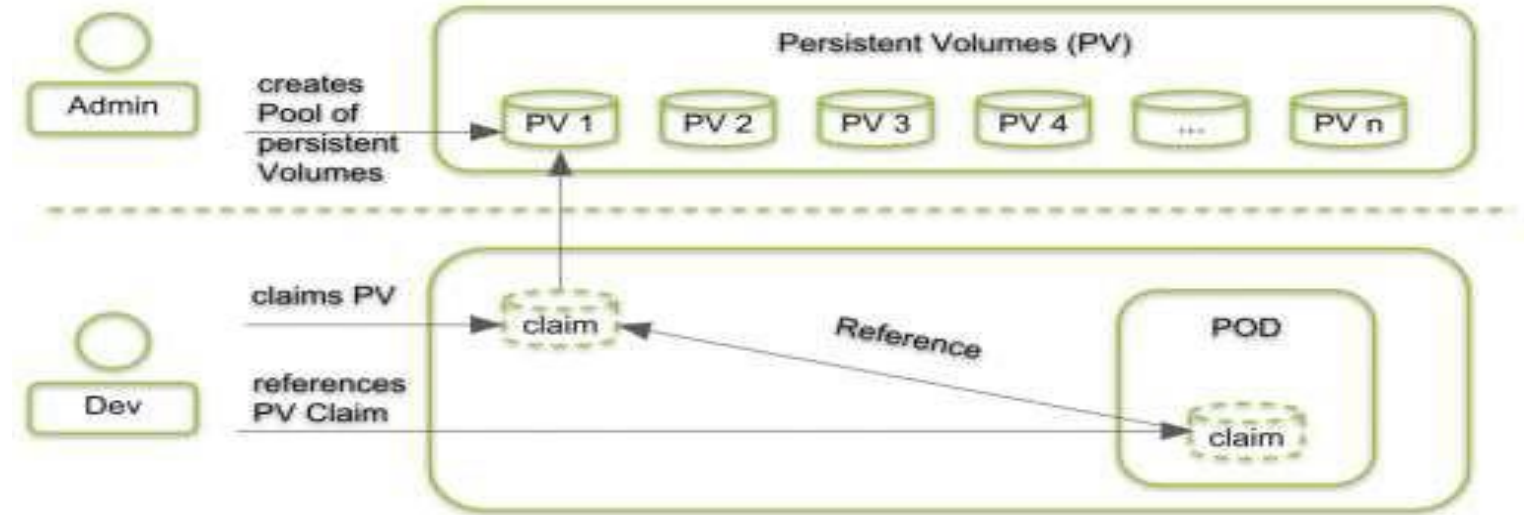 Persistent Volumes (PV)
Admin
creates
Pool of
persistent
Volumes
PV 1
PV 2
PV 3
PV 4
...
PV n
claims PV
claim
Reference
POD
Dev
references
PV Claim
claim